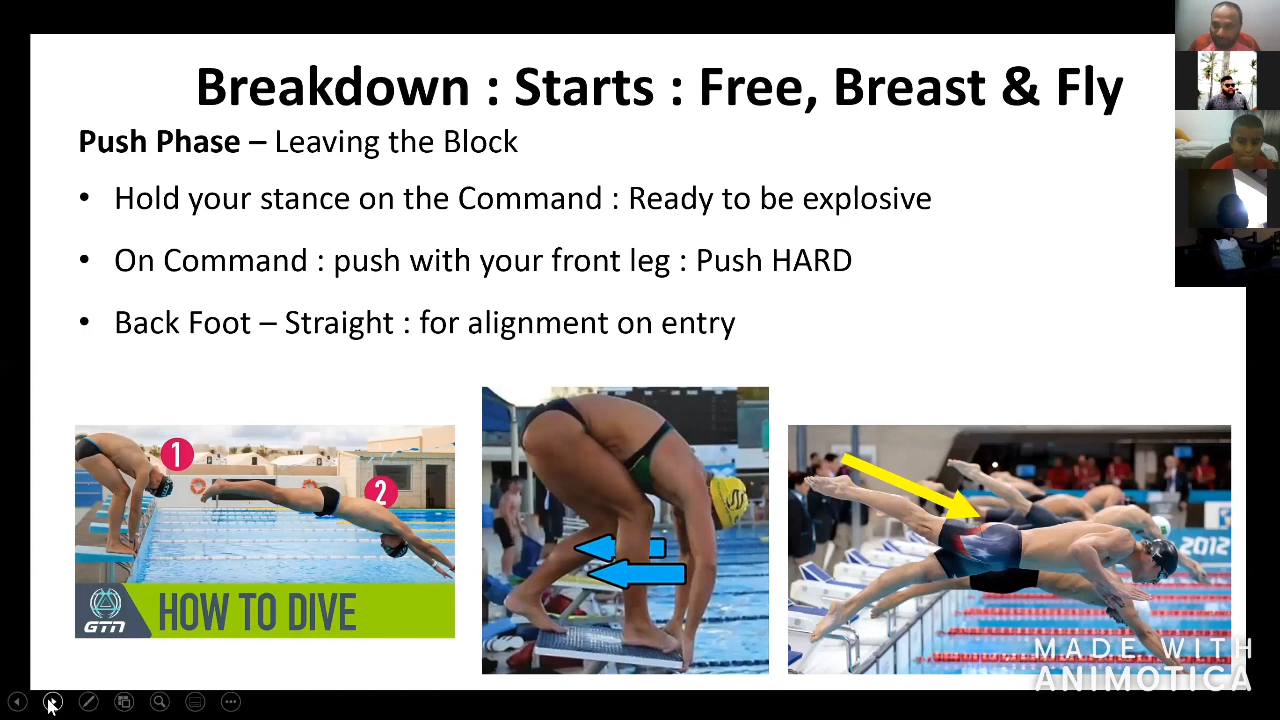 Breakdown : Starts : Free, Breast & Fly
Push Phase – Leaving the Block
• Hold your stance on the Command : Ready to be explosive
• On Command : push with your front leg : Push HARD
• Back Foot – Straight : for alignment on entry
1
2
GTN
HOW TO DIVE
2012
MADE WITH
ANIMOTICA